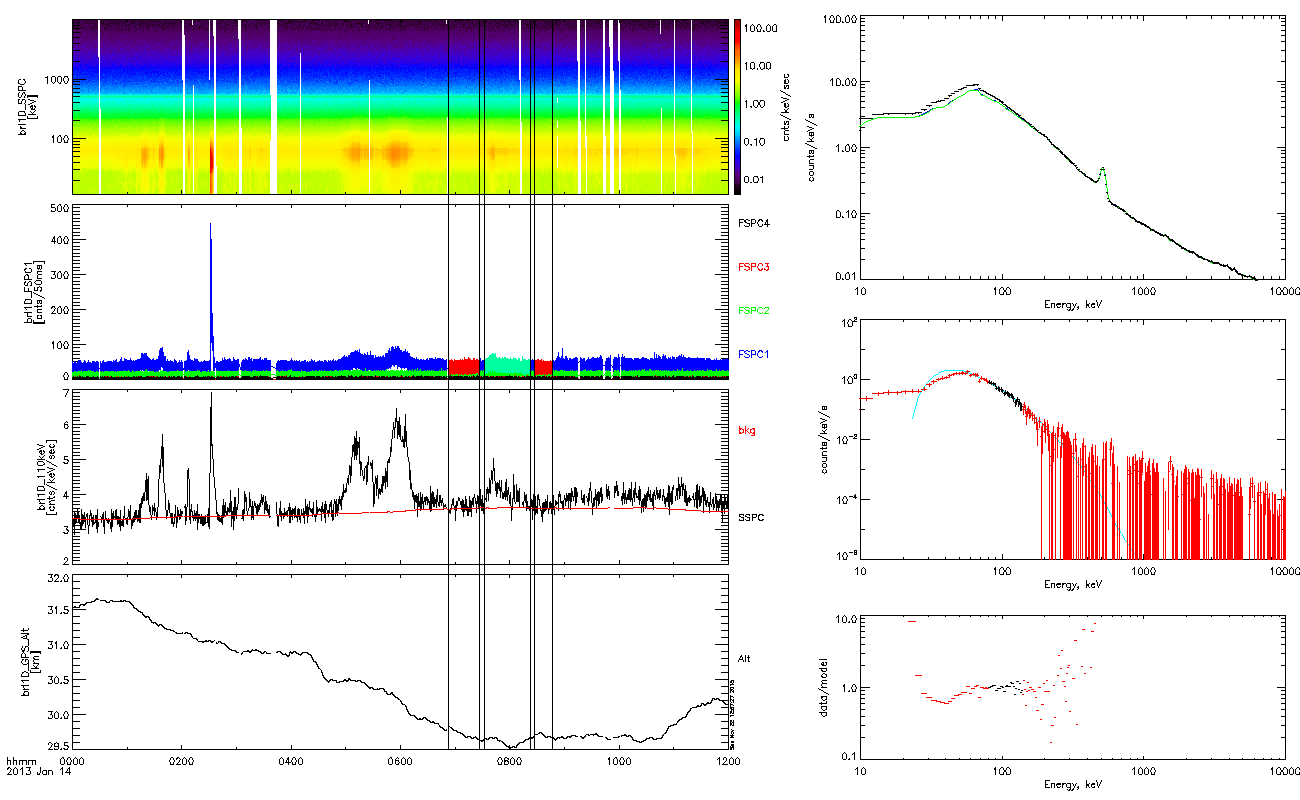 brl1D_SSPC
[keV]
1000
100
100.00
10.00
1.00
0.10
0.01
cnts/keV/sec
brl1D_FSPC1
[cnts/50ms]
500
400
300
200
100
0
FSPC4
FSPC3
FSPC2
FSPC1
brl1D_110keV
[cnts/keV/sec]
7
6
5
4
3
2
bkg
SSPC
brl1D_GPS_Alt
[km]
32.0
31.5
31.0
30.5
30.0
29.5
Alt
hhmm
0000 0200 0400 0600 0800 1000 1200
2013 Jan 14
counts/keV/s
100.00
10.00
1.00
0.10
0.01
10 100 1000 10000
Energy, keV
counts/keV/s
10²
10⁰
10⁻²
10⁻⁴
10⁻⁶
10 100 1000 10000
Energy, keV
data/model
10.0
1.0
0.1
10 100 1000 10000
Energy, keV